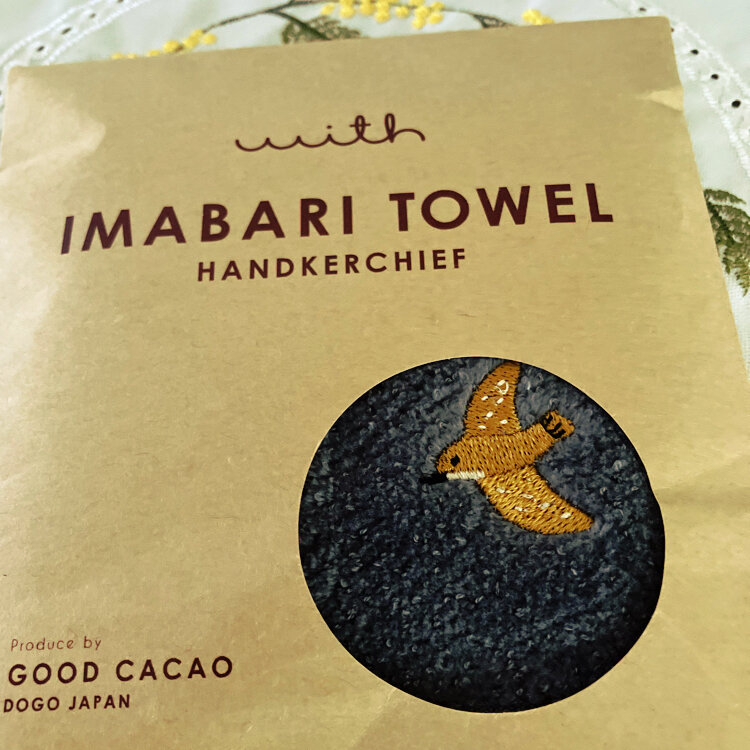 with
IMABARI TOWEL
HANDKERCHIEF
Produce by
GOOD CACAO
DOGO JAPAN